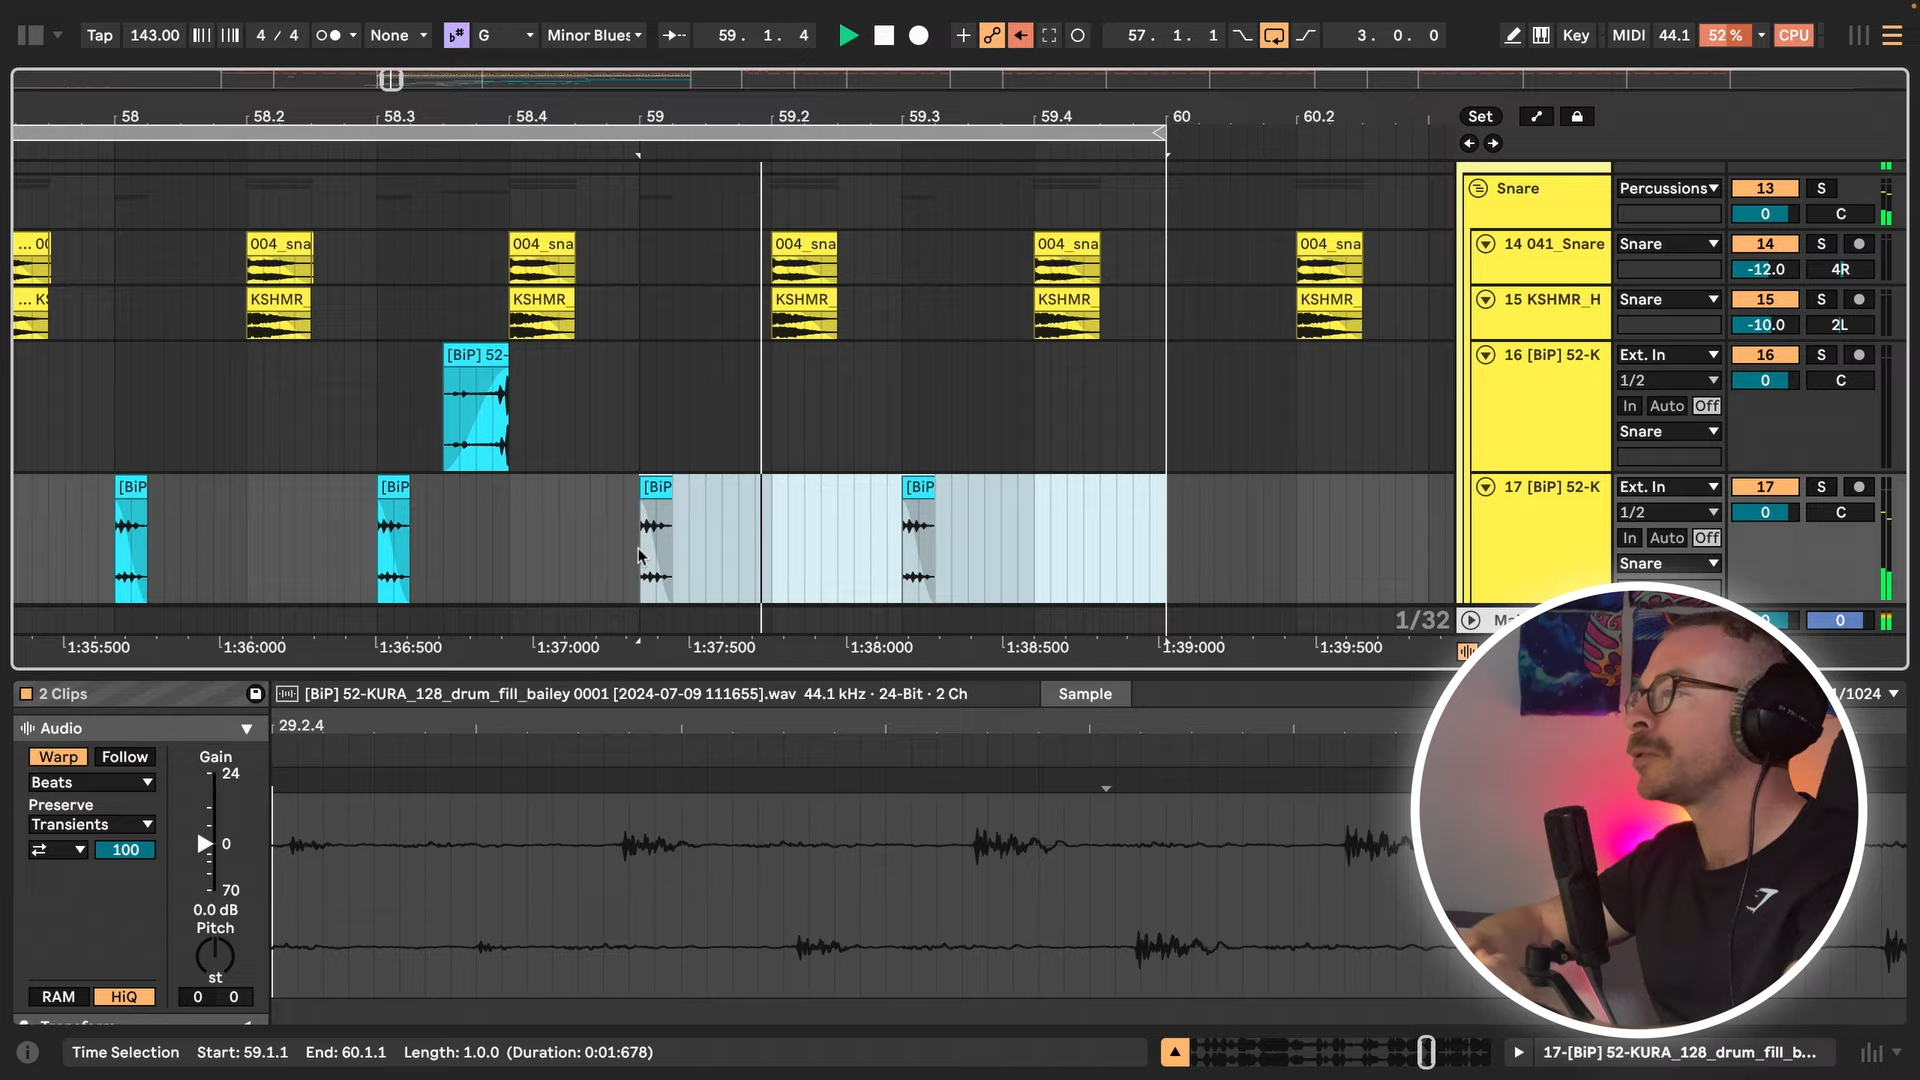 Tap 143.00 4 / 4 None G Minor Blues 59. 1. 4 57. 1. 1 3. 0. 0 Key MIDI 44.1 52 % CPU
58 58.2 58.3 58.4 59 59.2 59.3 59.4 60 60.2 Set
Snare Percussions 13 S
0 C
... 00 004_sna 004_sna 004_sna 004_sna 004_sna 14 041_Snare Snare 14 S
-12.0 4R
... KS KSHMR KSHMR_ KSHMR_ KSHMR_ KSHMR_ 15 KSHMR_H Snare 15 S
-10.0 2L
[BiP] 52- 16 [BiP] 52-K Ext. In 16 S
1/2 0 C
In Auto Off
Snare
[BiP [BiP [BiP [BiP 17 [BiP] 52-K Ext. In 17 S
1/2 0 C
In Auto Off
Snare
1/32 0
1:35:500 1:36:000 1:36:500 1:37:000 1:37:500 1:38:000 1:38:500 1:39:000 1:39:500
2 Clips [BiP] 52-KURA_128_drum_fill_bailey 0001 [2024-07-09 111655].wav 44.1 kHz · 24-Bit · 2 Ch Sample /1024
Audio 29.2.4
Warp Follow Gain
24
Beats
Preserve
Transients
100 0
70
0.0 dB
Pitch
st
RAM HiQ 0 0
Time Selection Start: 59.1.1 End: 60.1.1 Length: 1.0.0 (Duration: 0:01:678) 17-[BiP] 52-KURA_128_drum_fill_b...